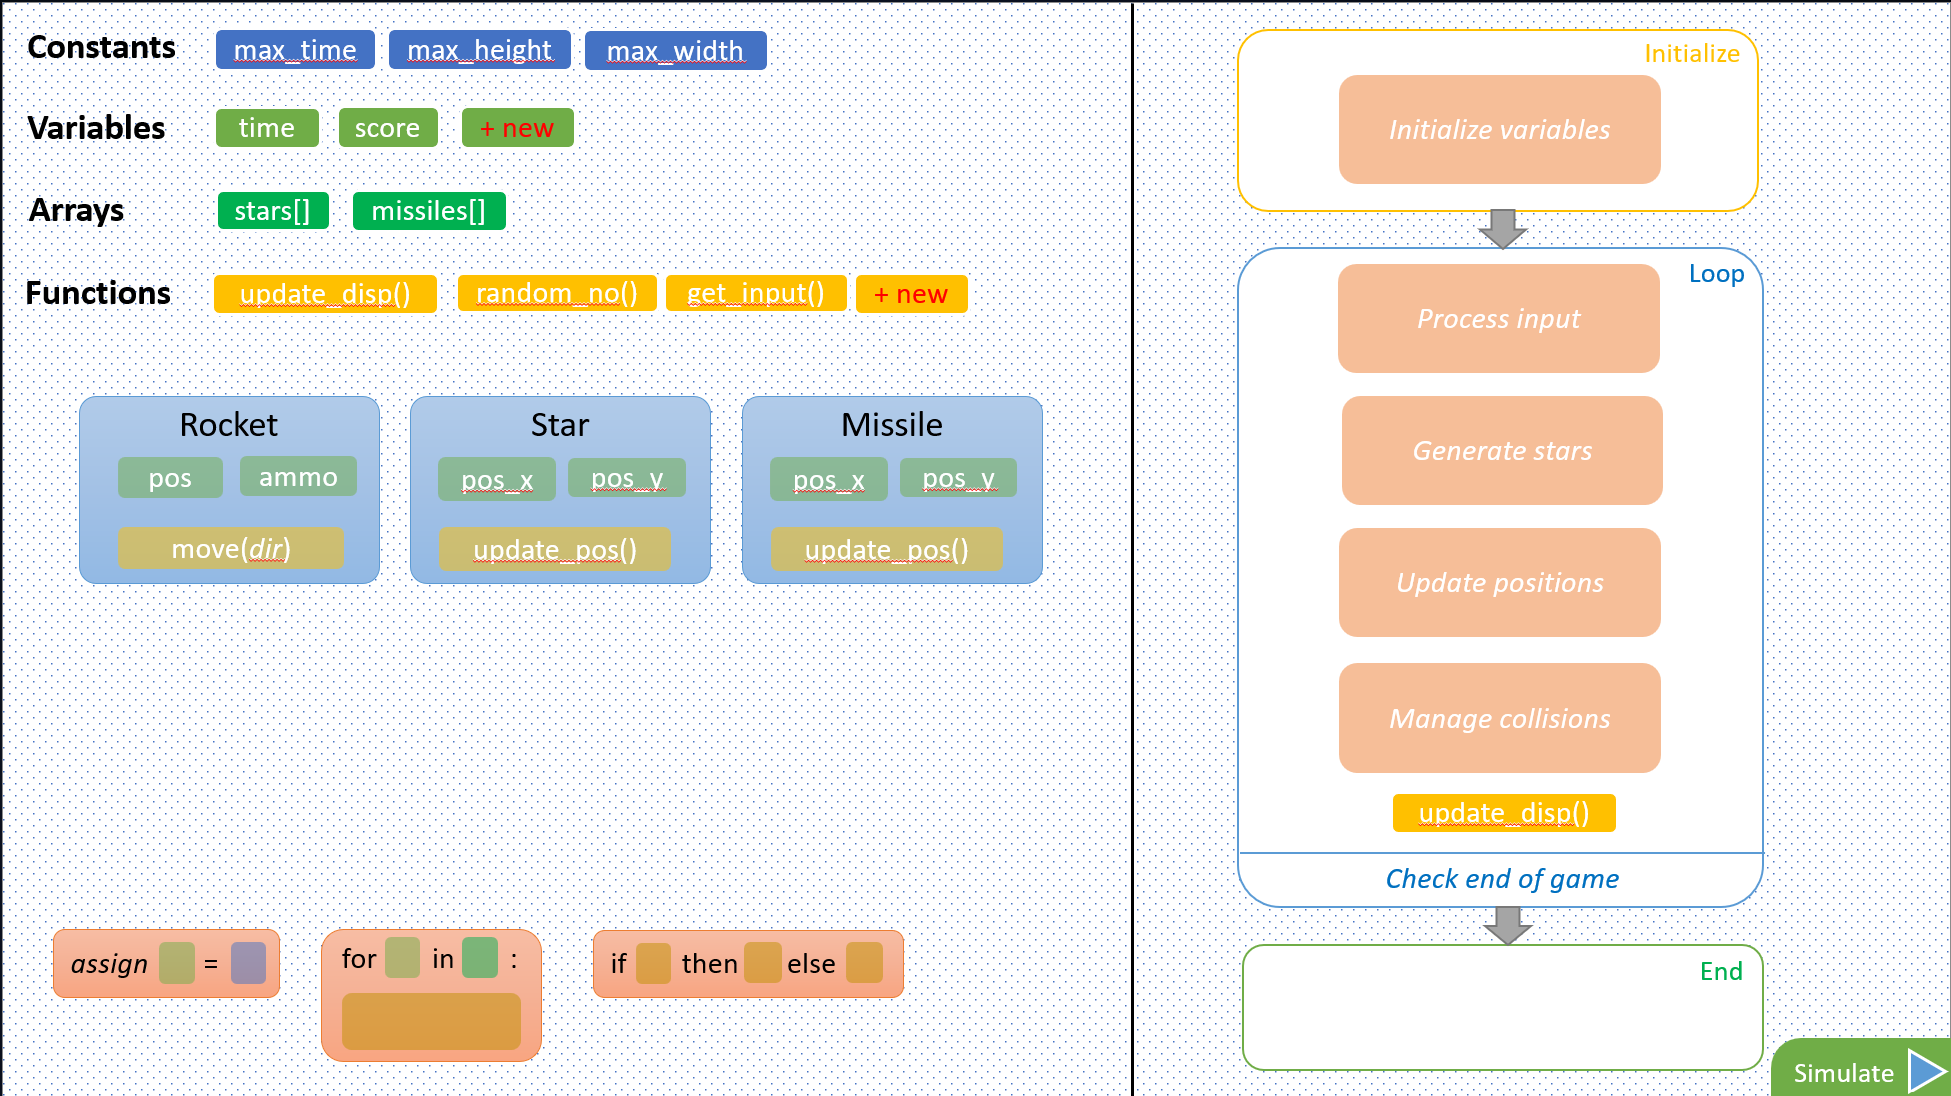 Constants max_time max_height max_width
Variables time score + new
Arrays stars[] missiles[]
Functions update_disp() random_no() get_input() + new
Rocket
pos ammo
move(dir)
Star
pos_x pos_y
update_pos()
Missile
pos_x pos_y
update_pos()
assign =
for in :
if then else
Initialize
Initialize variables
Loop
Process input
Generate stars
Update positions
Manage collisions
update_disp()
Check end of game
End
Simulate